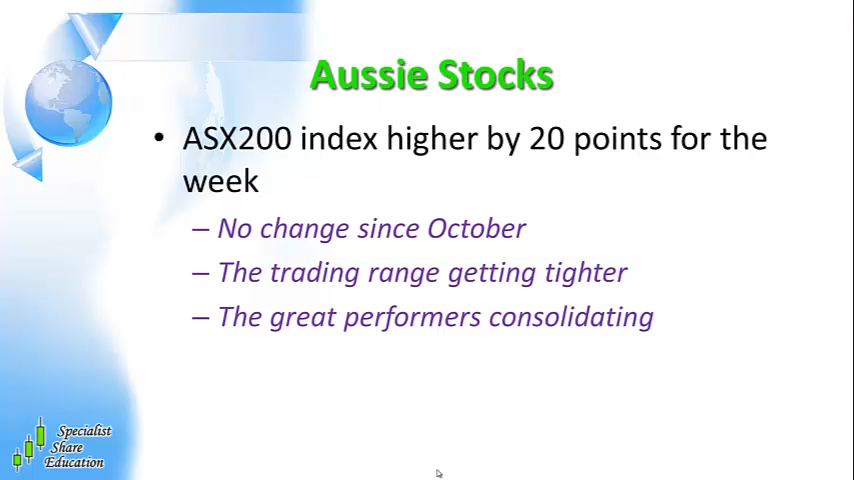 Aussie Stocks
• ASX200 index higher by 20 points for the
week
– No change since October
– The trading range getting tighter
– The great performers consolidating
Specialist
Share
Education